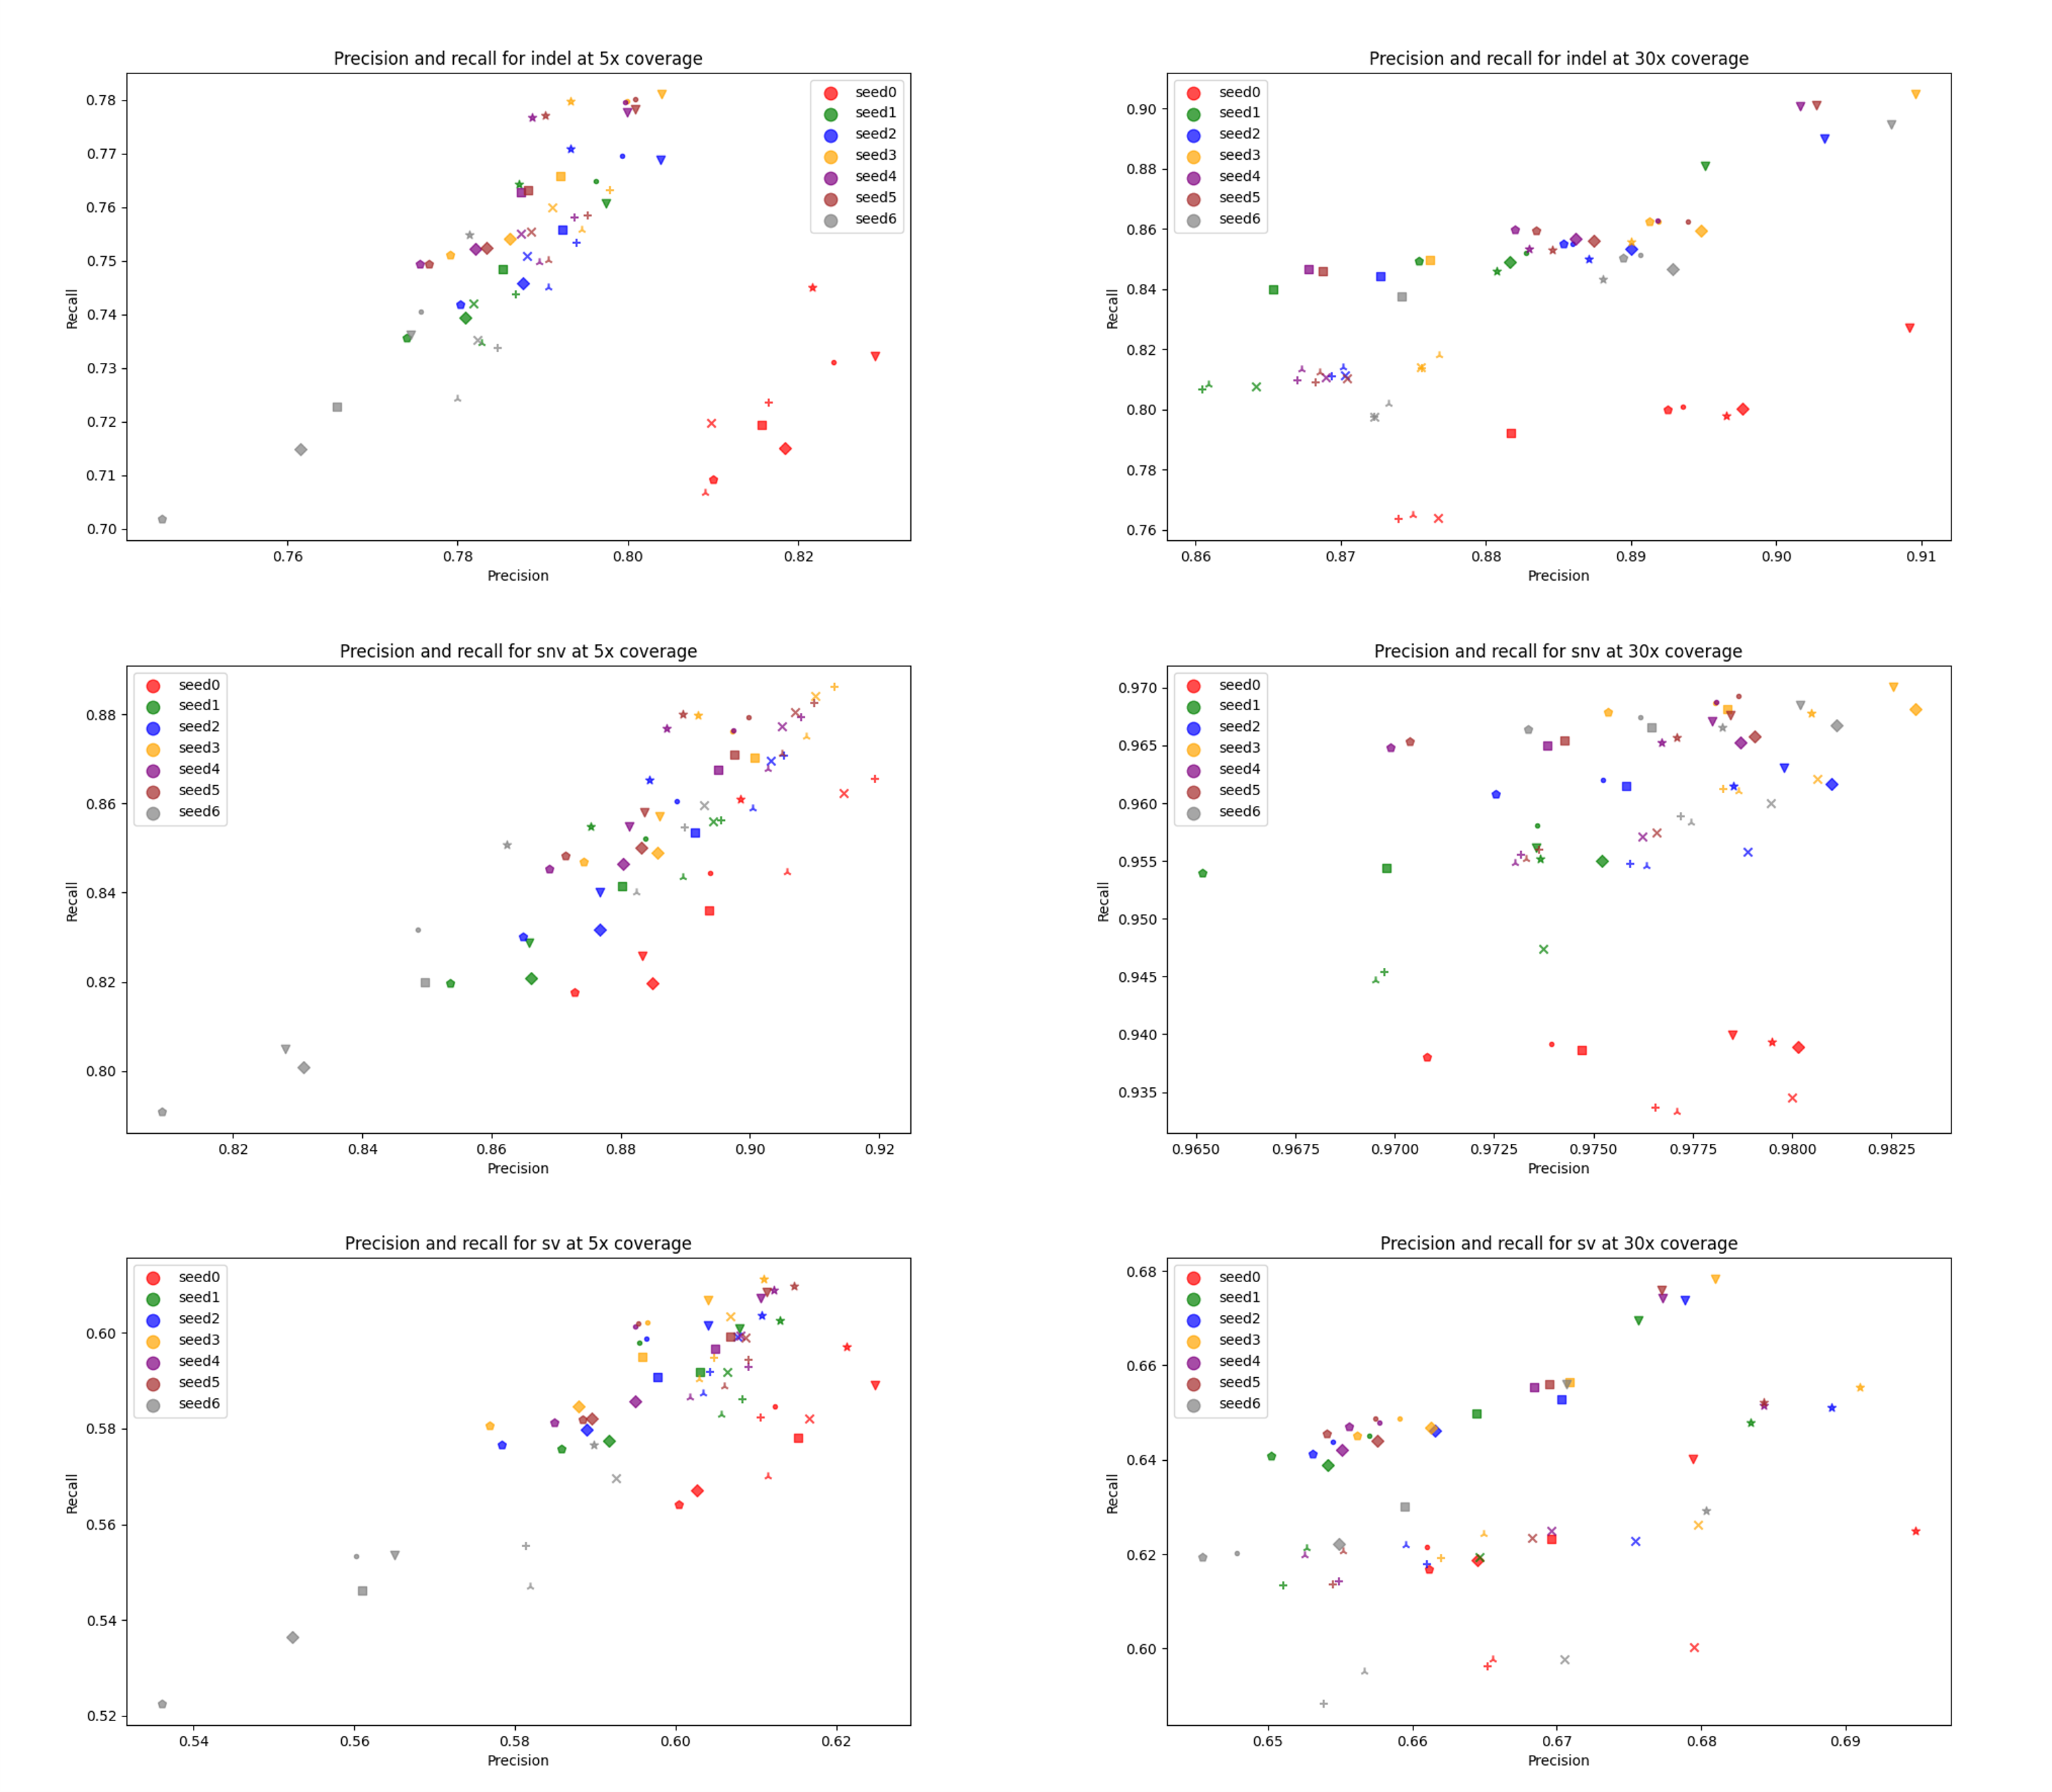 Precision and recall for indel at 5x coverage
0.78
0.77
0.76
0.75
0.74
0.73
0.72
0.71
0.70
Recall
seed0
seed1
seed2
seed3
seed4
seed5
seed6
0.76 0.78 0.80 0.82
Precision
Precision and recall for indel at 30x coverage
0.90
0.88
0.86
0.84
0.82
0.80
0.78
0.76
Recall
seed0
seed1
seed2
seed3
seed4
seed5
seed6
0.86 0.87 0.88 0.89 0.90 0.91
Precision
Precision and recall for snv at 5x coverage
0.88
0.86
0.84
0.82
0.80
Recall
seed0
seed1
seed2
seed3
seed4
seed5
seed6
0.82 0.84 0.86 0.88 0.90 0.92
Precision
Precision and recall for snv at 30x coverage
0.970
0.965
0.960
0.955
0.950
0.945
0.940
0.935
Recall
seed0
seed1
seed2
seed3
seed4
seed5
seed6
0.9650 0.9675 0.9700 0.9725 0.9750 0.9775 0.9800 0.9825
Precision
Precision and recall for sv at 5x coverage
0.60
0.58
0.56
0.54
0.52
Recall
seed0
seed1
seed2
seed3
seed4
seed5
seed6
0.54 0.56 0.58 0.60 0.62
Precision
Precision and recall for sv at 30x coverage
0.68
0.66
0.64
0.62
0.60
Recall
seed0
seed1
seed2
seed3
seed4
seed5
seed6
0.65 0.66 0.67 0.68 0.69
Precision